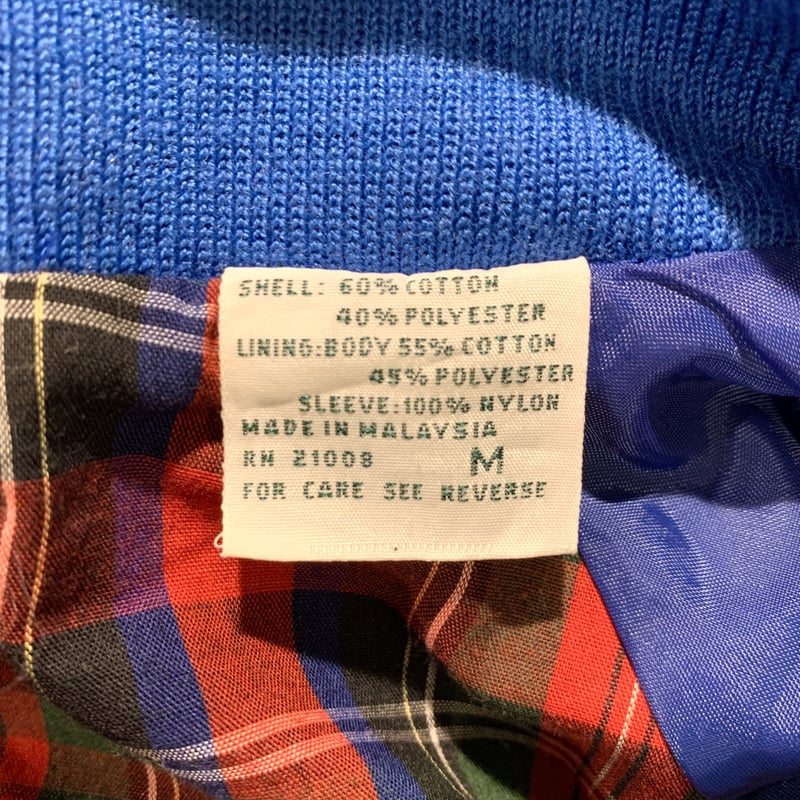 SHELL: 60% COTTON
40% POLYESTER
LINING:BODY 55% COTTON
45% POLYESTER
SLEEVE:100% NYLON
MADE IN MALAYSIA
RN 21008 M
FOR CARE SEE REVERSE